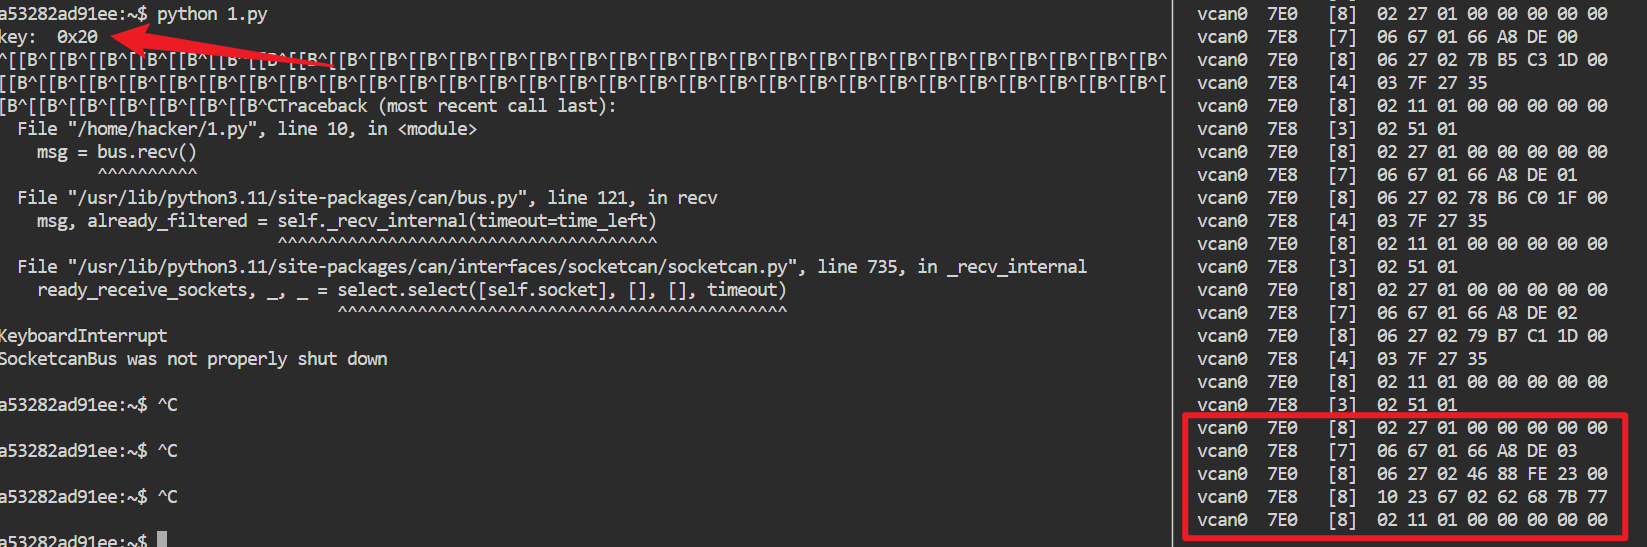 a53282ad91ee:~$ python 1.py
key:  0x20
^[[B^[[B^[[B^[[B^[[B^[[B^[[B^[[B^[[B^[[B^[[B^[[B^[[B^[[B^[[B^[[B^[[B^[[B^[[B^[[B^[[B^[[B^[[B^[[B^[[B^[[B^[[B^[[B^[[B^
[[B^[[B^[[B^[[B^[[B^[[B^[[B^[[B^[[B^[[B^[[B^[[B^[[B^[[B^[[B^[[B^[[B^[[B^[[B^[[B^[[B^[[B^[[B^[[B^[[B^[[B^[[B^[[B^[[B^[
[B^[[B^[[B^[[B^[[B^[[B^[[B^CTraceback (most recent call last):
  File "/home/hacker/1.py", line 10, in <module>
    msg = bus.recv()
          ^^^^^^^^^^
  File "/usr/lib/python3.11/site-packages/can/bus.py", line 121, in recv
    msg, already_filtered = self._recv_internal(timeout=time_left)
                            ^^^^^^^^^^^^^^^^^^^^^^^^^^^^^^^^^^^^^^
  File "/usr/lib/python3.11/site-packages/can/interfaces/socketcan/socketcan.py", line 735, in _recv_internal
    ready_receive_sockets, _, _ = select.select([self.socket], [], [], timeout)
                                  ^^^^^^^^^^^^^^^^^^^^^^^^^^^^^^^^^^^^^^^^^^^^^
KeyboardInterrupt
SocketcanBus was not properly shut down
a53282ad91ee:~$ ^C
a53282ad91ee:~$ ^C
a53282ad91ee:~$ ^C
a53282ad91ee:~$
vcan0  7E0   [8]  02 27 01 00 00 00 00 00
vcan0  7E8   [7]  06 67 01 66 A8 DE 00
vcan0  7E0   [8]  06 27 02 7B B5 C3 1D 00
vcan0  7E8   [4]  03 7F 27 35
vcan0  7E0   [8]  02 11 01 00 00 00 00 00
vcan0  7E8   [3]  02 51 01
vcan0  7E0   [8]  02 27 01 00 00 00 00 00
vcan0  7E8   [7]  06 67 01 66 A8 DE 01
vcan0  7E0   [8]  06 27 02 78 B6 C0 1F 00
vcan0  7E8   [4]  03 7F 27 35
vcan0  7E0   [8]  02 11 01 00 00 00 00 00
vcan0  7E8   [3]  02 51 01
vcan0  7E0   [8]  02 27 01 00 00 00 00 00
vcan0  7E8   [7]  06 67 01 66 A8 DE 02
vcan0  7E0   [8]  06 27 02 79 B7 C1 1D 00
vcan0  7E8   [4]  03 7F 27 35
vcan0  7E0   [8]  02 11 01 00 00 00 00 00
vcan0  7E8   [3]  02 51 01
vcan0  7E0   [8]  02 27 01 00 00 00 00 00
vcan0  7E8   [7]  06 67 01 66 A8 DE 03
vcan0  7E0   [8]  06 27 02 46 88 FE 23 00
vcan0  7E8   [8]  10 23 67 02 62 68 7B 77
vcan0  7E0   [8]  02 11 01 00 00 00 00 00